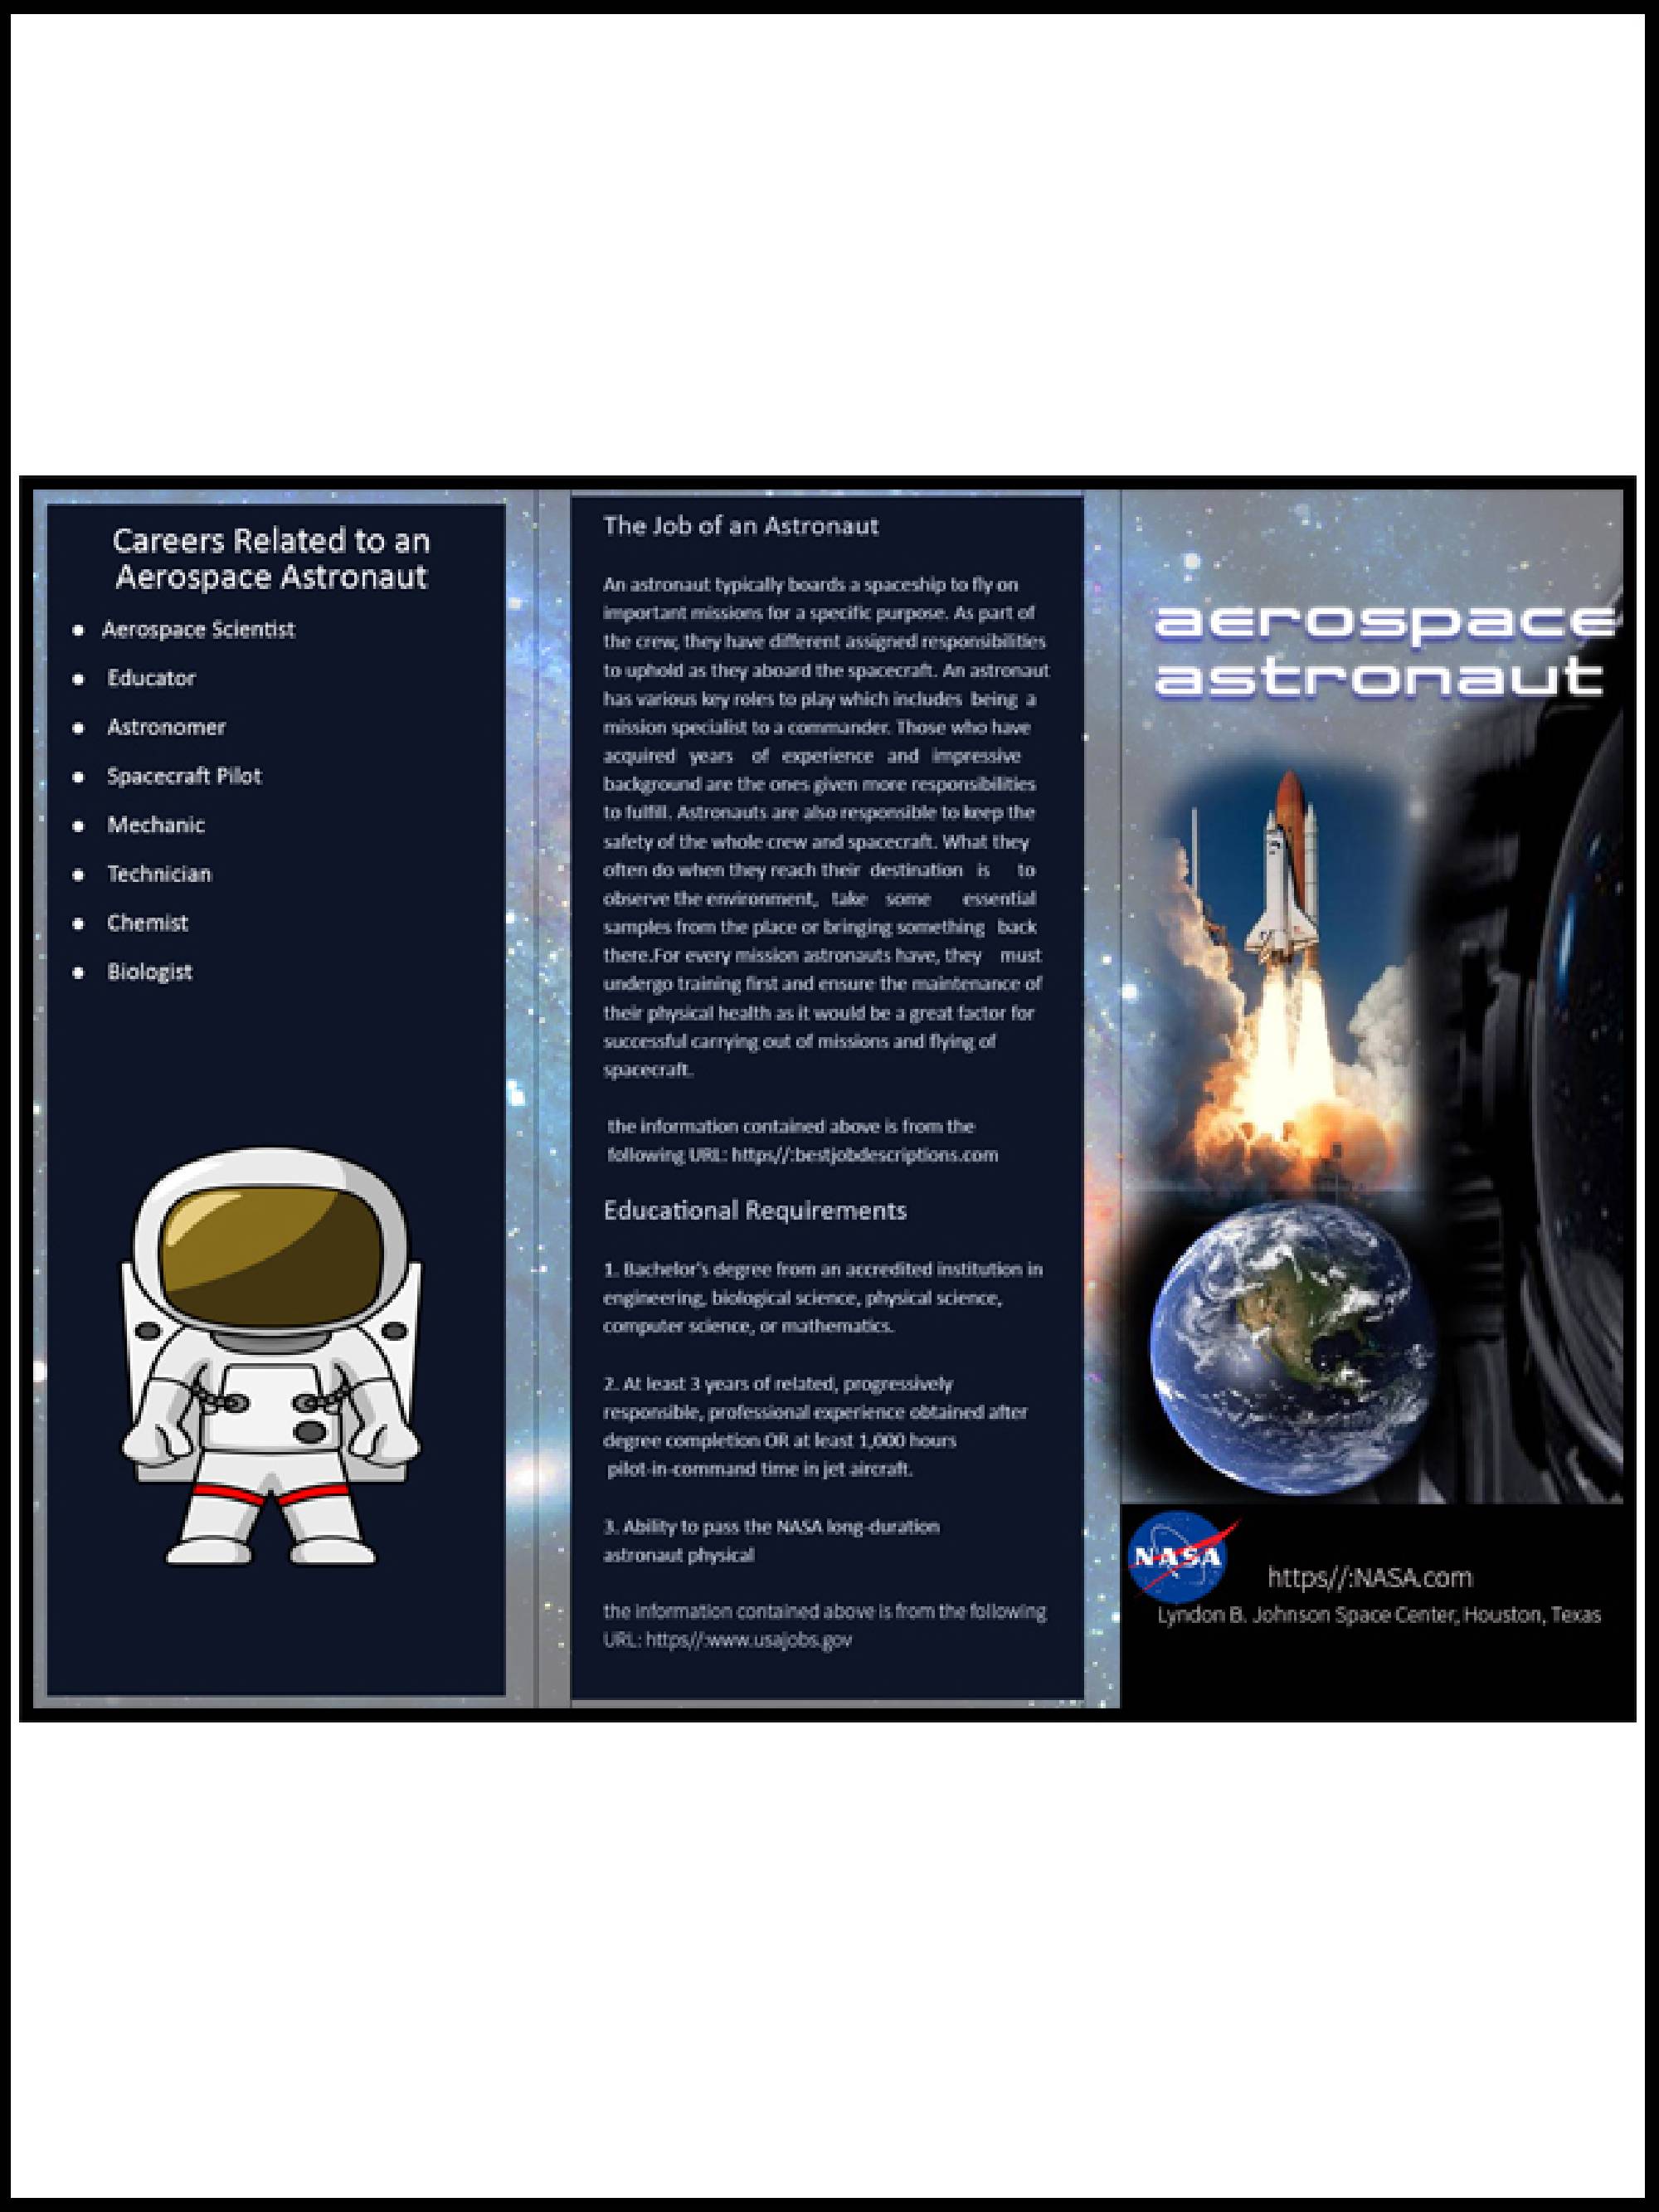 Careers Related to an
Aerospace Astronaut
● Aerospace Scientist
● Educator
● Astronomer
● Spacecraft Pilot
● Mechanic
● Technician
● Chemist
● Biologist
The Job of an Astronaut
An astronaut typically boards a spaceship to fly on
important missions for a specific purpose. As part of
the crew, they have different assigned responsibilities
to uphold as they aboard the spacecraft. An astronaut
has various key roles to play which includes being a
mission specialist to a commander. Those who have
acquired years of experience and impressive
background are the ones given more responsibilities
to fulfill. Astronauts are also responsible to keep the
safety of the whole crew and spacecraft. What they
often do when they reach their destination is to
observe the environment, take some essential
samples from the place or bringing something back
there.For every mission astronauts have, they must
undergo training first and ensure the maintenance of
their physical health as it would be a great factor for
successful carrying out of missions and flying of
spacecraft.
the information contained above is from the
following URL: https//:bestjobdescriptions.com
Educational Requirements
1. Bachelor's degree from an accredited institution in
engineering, biological science, physical science,
computer science, or mathematics.
2. At least 3 years of related, progressively
responsible, professional experience obtained after
degree completion OR at least 1,000 hours
pilot-in-command time in jet aircraft.
3. Ability to pass the NASA long-duration
astronaut physical
the information contained above is from the following
URL: https//:www.usajobs.gov
aerospace
astronaut
NASA
https//:NASA.com
Lyndon B. Johnson Space Center, Houston, Texas